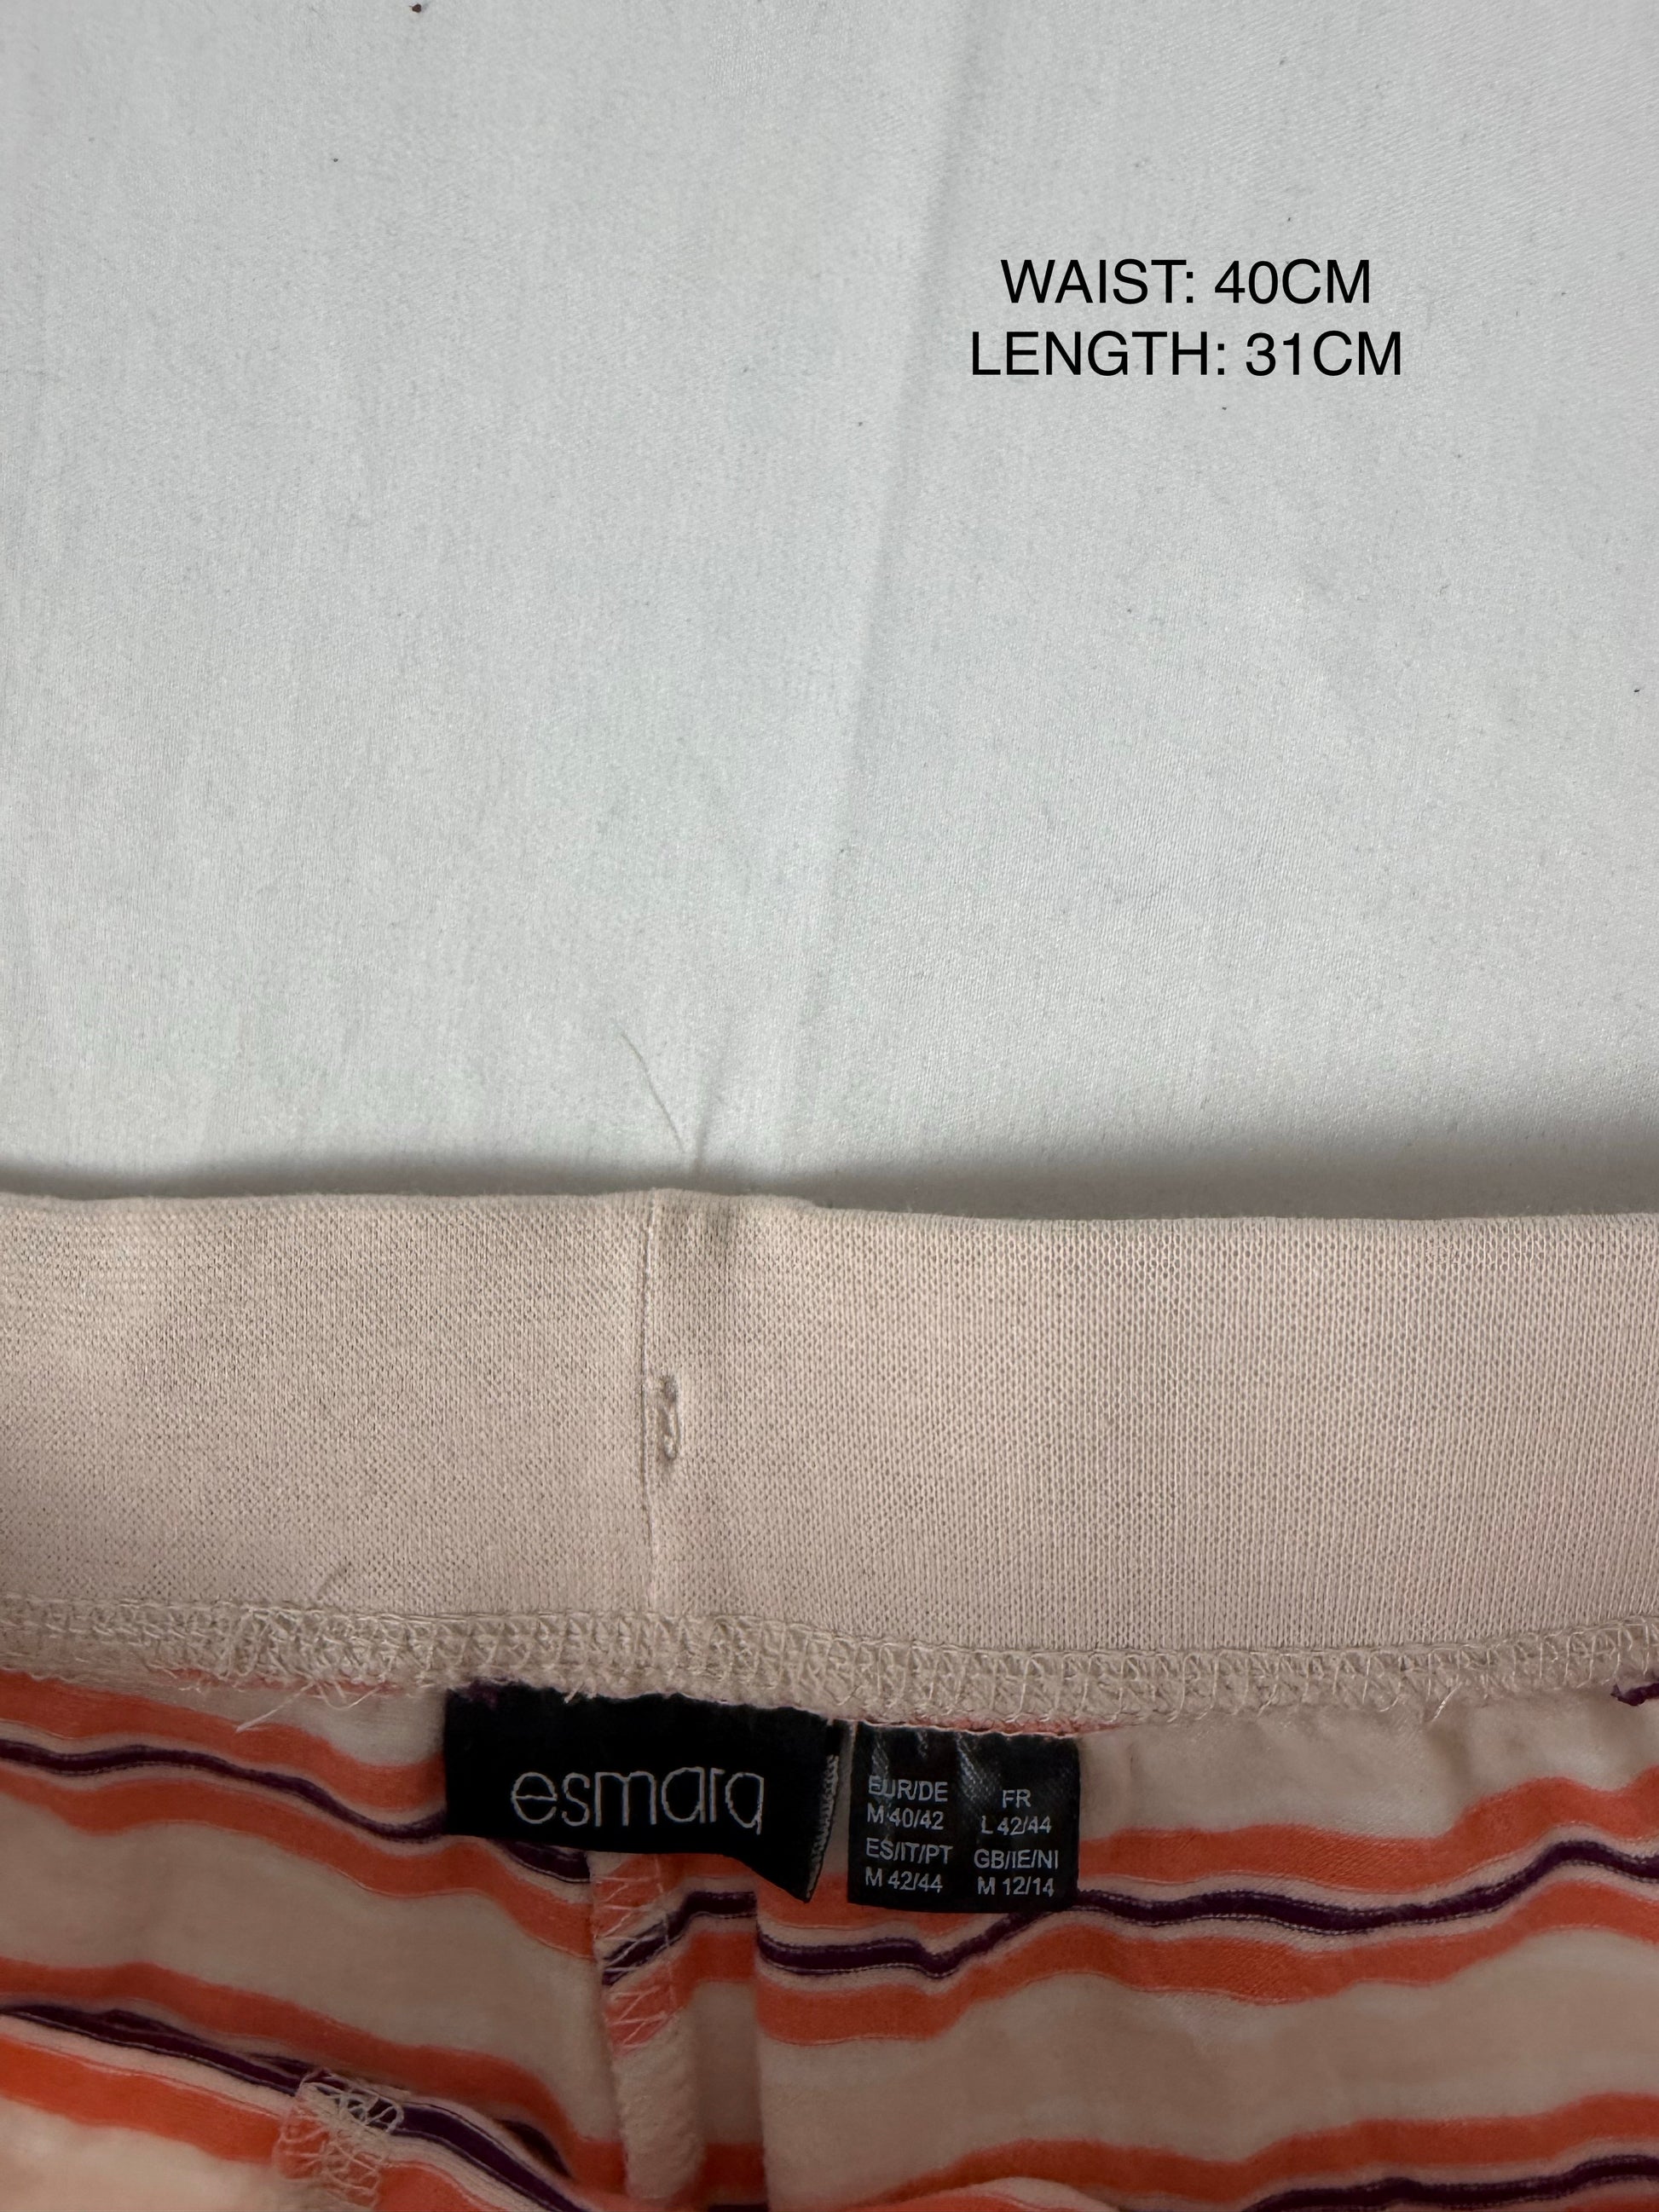 WAIST: 40CM
LENGTH: 31CM
esmara
EUR/DE
M 40/42
ES/IT/PT
M 42/44
FR
L 42/44
GB/IE/NI
M 12/14